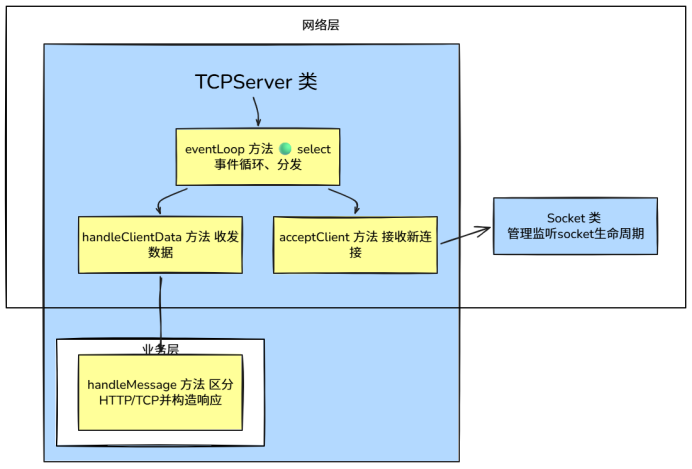 网络层
TCPServer 类
eventLoop 方法 select
事件循环、分发
handleClientData 方法 收发
数据
acceptClient 方法 接收新连
接
Socket 类
管理监听socket生命周期
业务层
handleMessage 方法 区分
HTTP/TCP并构造响应